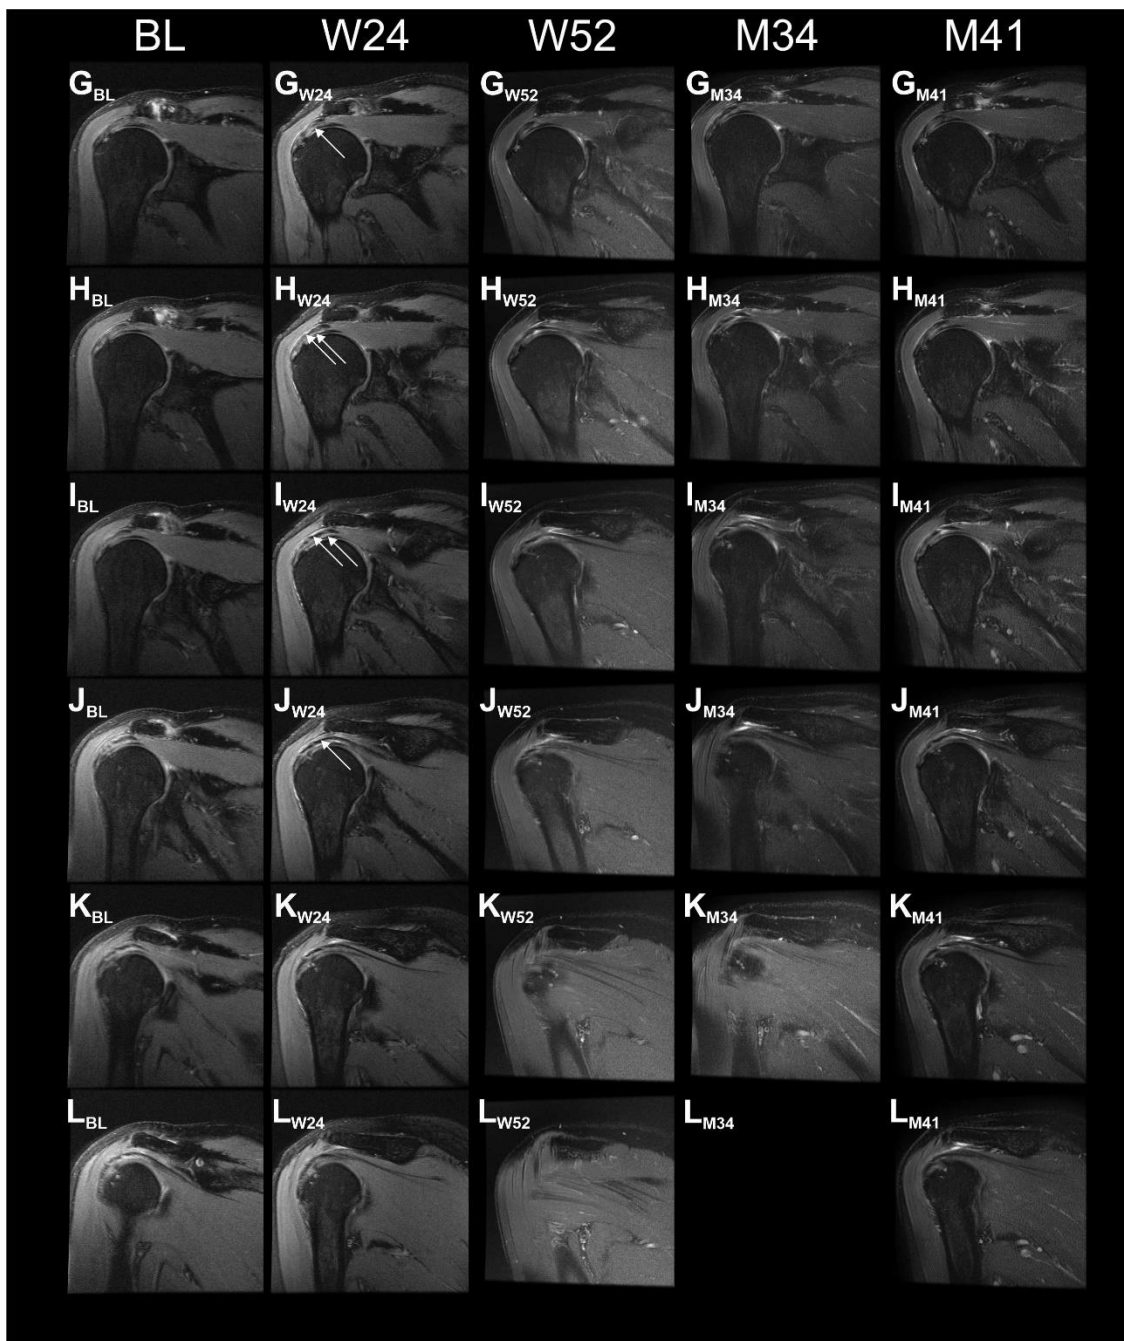 BL W24 W52 M34 M41
GBL GW24 GW52 GM34 GM41
HBL HW24 HW52 HM34 HM41
IBL IW24 IW52 IM34 IM41
JBL JW24 JW52 JM34 JM41
KBL KW24 KW52 KM34 KM41
LBL LW24 LW52 LM34 LM41